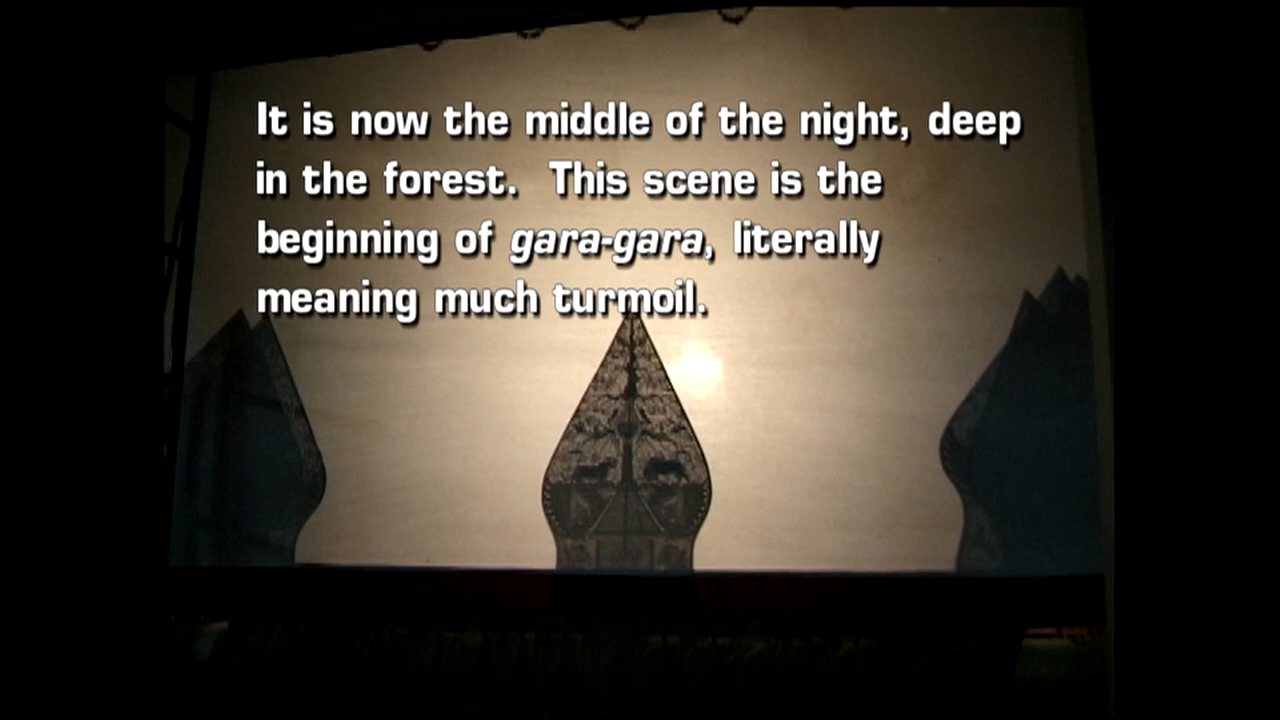 It is now the middle of the night, deep
in the forest.  This scene is the
beginning of gara-gara, literally
meaning much turmoil.